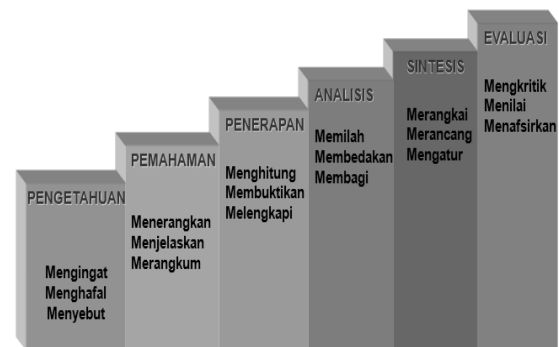 PENGETAHUAN
Mengingat
Menghafal
Menyebut
PEMAHAMAN
Menerangkan
Menjelaskan
Merangkum
PENERAPAN
Menghitung
Membuktikan
Melengkapi
ANALISIS
Memilah
Membedakan
Membagi
SINTESIS
Merangkai
Merancang
Mengatur
EVALUASI
Mengkritik
Menilai
Menafsirkan